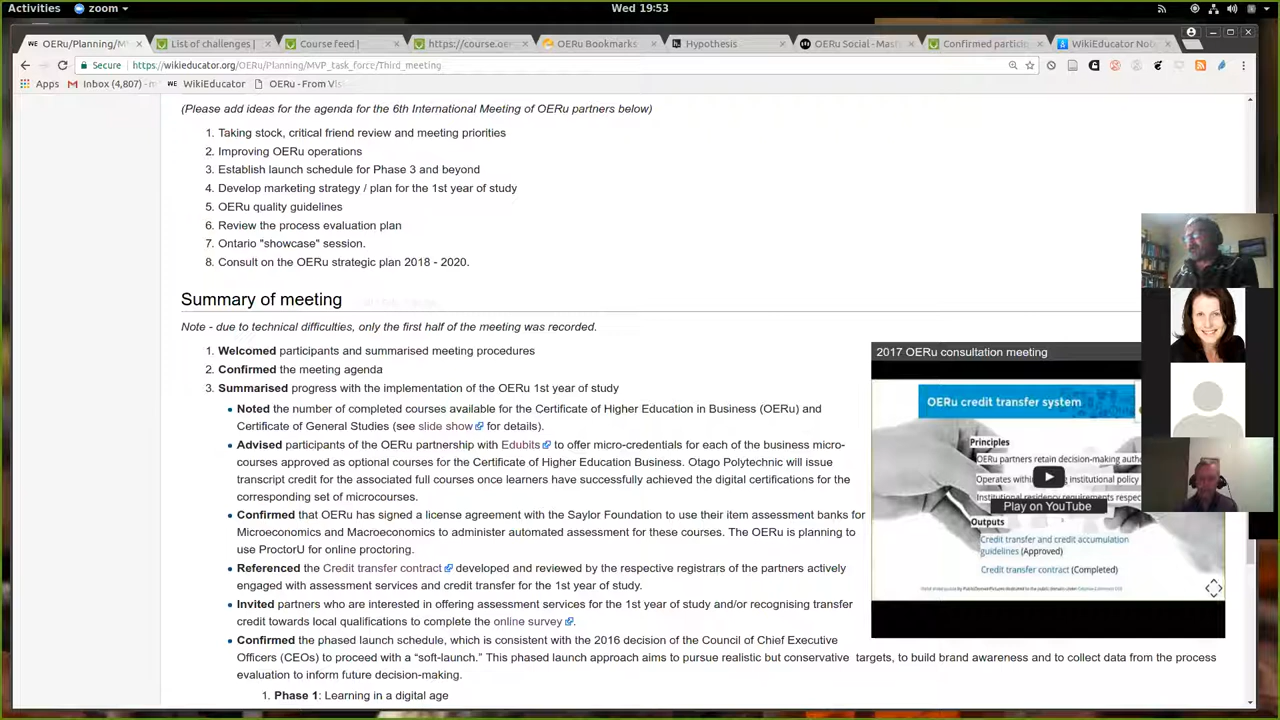 Activities
zoom
Wed 19:53
WE OERu/Planning/M
List of challenges |
Course feed |
https://course.oe
OERu Bookmarks
Hypothesis
OERu Social - Mas
Confirmed partici
WikiEducator Not
Secure
https://wikieducator.org/OERu/Planning/MVP_task_force/Third_meeting
Apps
Inbox (4,807) - m
WE WikiEducator
OERu - From Vis
(Please add ideas for the agenda for the 6th International Meeting of OERu partners below)
1. Taking stock, critical friend review and meeting priorities
2. Improving OERu operations
3. Establish launch schedule for Phase 3 and beyond
4. Develop marketing strategy / plan for the 1st year of study
5. OERu quality guidelines
6. Review the process evaluation plan
7. Ontario "showcase" session.
8. Consult on the OERu strategic plan 2018 - 2020.
Summary of meeting
Note - due to technical difficulties, only the first half of the meeting was recorded.
1. Welcomed participants and summarised meeting procedures
2. Confirmed the meeting agenda
3. Summarised progress with the implementation of the OERu 1st year of study
Noted the number of completed courses available for the Certificate of Higher Education in Business (OERu) and
Certificate of General Studies (see slide show for details).
Advised participants of the OERu partnership with Edubits to offer micro-credentials for each of the business micro-
courses approved as optional courses for the Certificate of Higher Education Business. Otago Polytechnic will issue
transcript credit for the associated full courses once learners have successfully achieved the digital certifications for the
corresponding set of microcourses.
Confirmed OERu has signed a license agreement with the Saylor Foundation to use their item assessment banks for
Microeconomics and Macroeconomics to administer automated assessment for these courses. The OERu is planning to
use ProctorU for online proctoring.
Referenced the Credit transfer contract developed and reviewed by the respective registrars of the partners actively
engaged with assessment services and credit transfer for the 1st year of study.
Invited partners who are interested in offering assessment services for the 1st year of study and/or recognising transfer
credit towards local qualifications to complete the online survey.
Confirmed the phased launch schedule, which is consistent with the 2016 decision of the Council of Chief Executive
Officers (CEOs) to proceed with a “soft-launch.” This phased launch approach aims to pursue realistic but conservative targets, to build brand awareness and to collect data from the process
evaluation to inform future decision-making.
1. Phase 1: Learning in a digital age
2017 OERu consultation meeting
OERu credit transfer system
Principles
OERu partners retain decision-making auth
Operates within institutional policy
Institutional residency requirements respec
Play on YouTube
Outputs
Credit transfer and credit accumulation
guidelines (Approved)
Credit transfer contract (Completed)